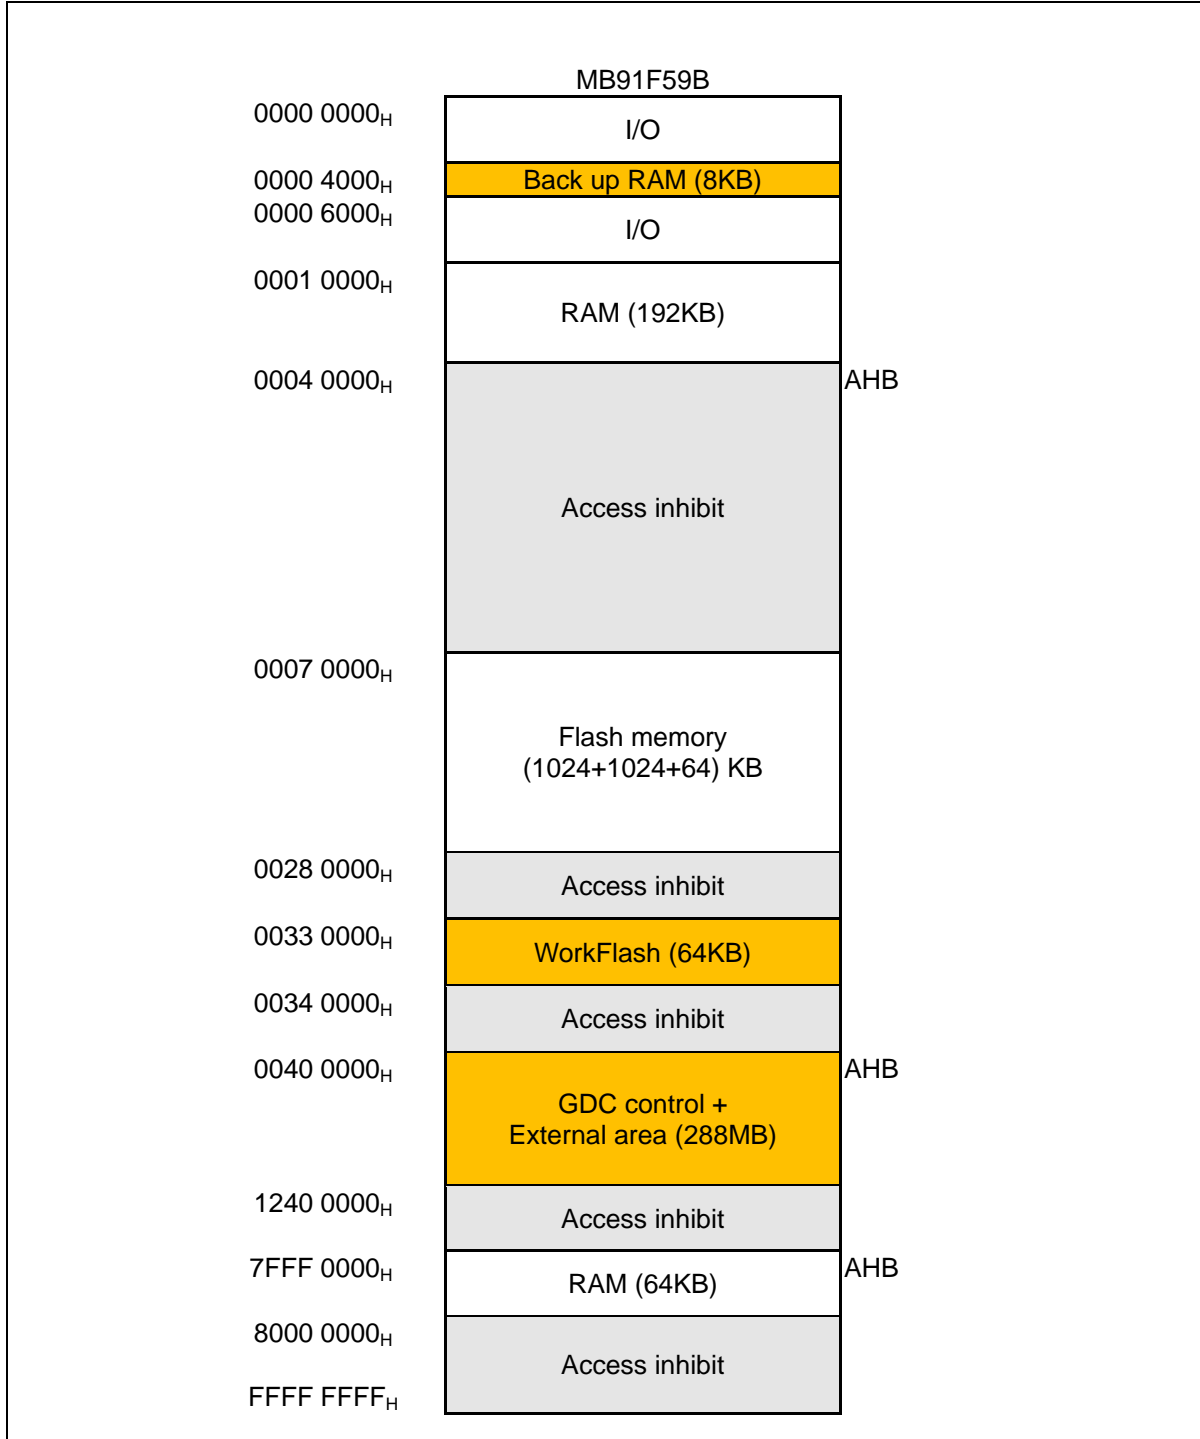 MB91F59B
0000 0000H
I/O
0000 4000H
Back up RAM (8KB)
0000 6000H
I/O
0001 0000H
RAM (192KB)
0004 0000H
AHB
Access inhibit
0007 0000H
Flash memory
(1024+1024+64) KB
0028 0000H
Access inhibit
0033 0000H
WorkFlash (64KB)
0034 0000H
Access inhibit
0040 0000H
AHB
GDC control +
External area (288MB)
1240 0000H
Access inhibit
7FFF 0000H
AHB
RAM (64KB)
8000 0000H
Access inhibit
FFFF FFFFH